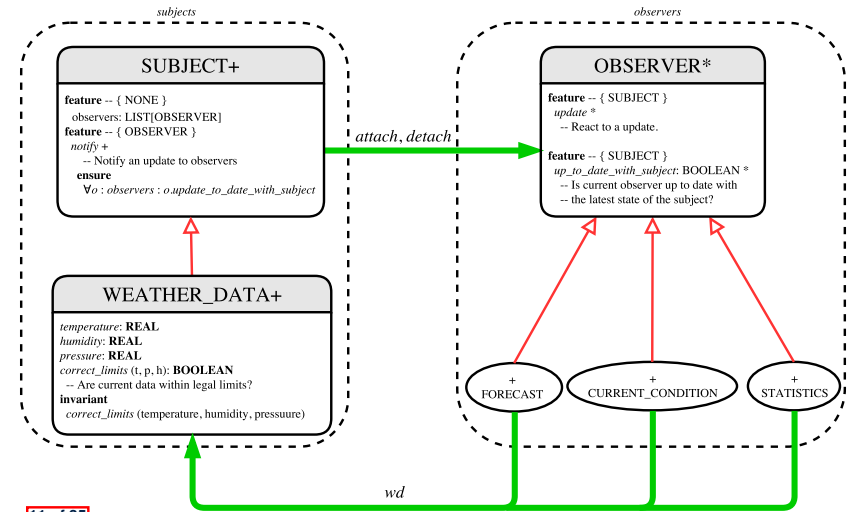 subjects
SUBJECT+
feature -- { NONE }
observers: LIST[OBSERVER]
feature -- { OBSERVER }
notify +
-- Notify an update to observers
ensure
∀o : observers : o.update_to_date_with_subject
WEATHER_DATA+
temperature: REAL
humidity: REAL
pressure: REAL
correct_limits (t, p, h): BOOLEAN
-- Are current data within legal limits?
invariant
correct_limits (temperature, humidity, pressuure)
attach, detach
observers
OBSERVER*
feature -- { SUBJECT }
update *
-- React to a update.
feature -- { SUBJECT }
up_to_date_with_subject: BOOLEAN *
-- Is current observer up to date with
-- the latest state of the subject?
+
FORECAST
+
CURRENT_CONDITION
+
STATISTICS
wd